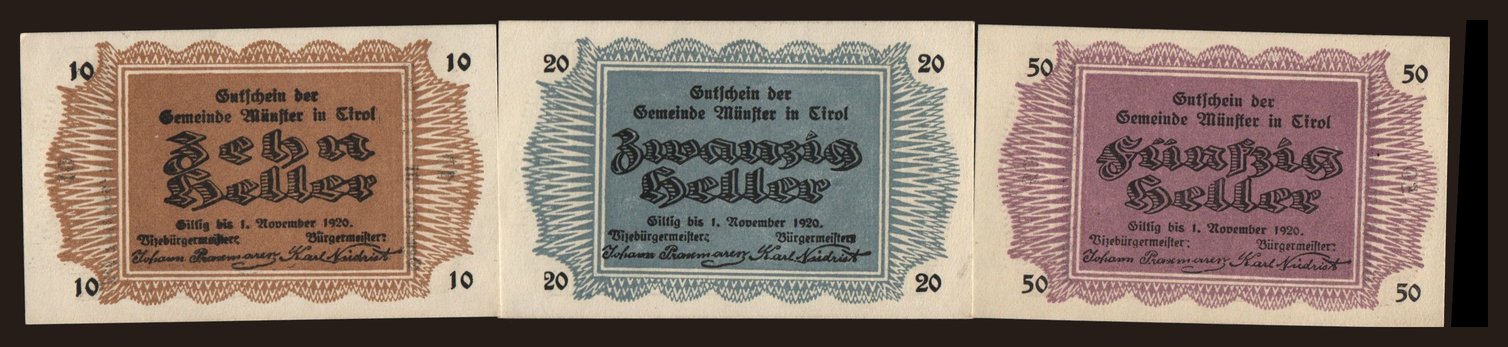 10 10
Gutschein der
Gemeinde Münster in Tirol
Zehn
Heller
Giltig bis 1. November 1920.
Vizebürgermeister: Bürgermeister:
Johann Praxmarer Karl Nudrist
10 10
20 20
Gutschein der
Gemeinde Münster in Tirol
Zwanzig
Heller
Giltig bis 1. November 1920.
Vizebürgermeister: Bürgermeister:
Johann Praxmarer Karl Nudrist
20 20
50 50
Gutschein der
Gemeinde Münster in Tirol
Fünfzig
Heller
Giltig bis 1. November 1920.
Vizebürgermeister: Bürgermeister:
Johann Praxmarer Karl Nudrist
50 50